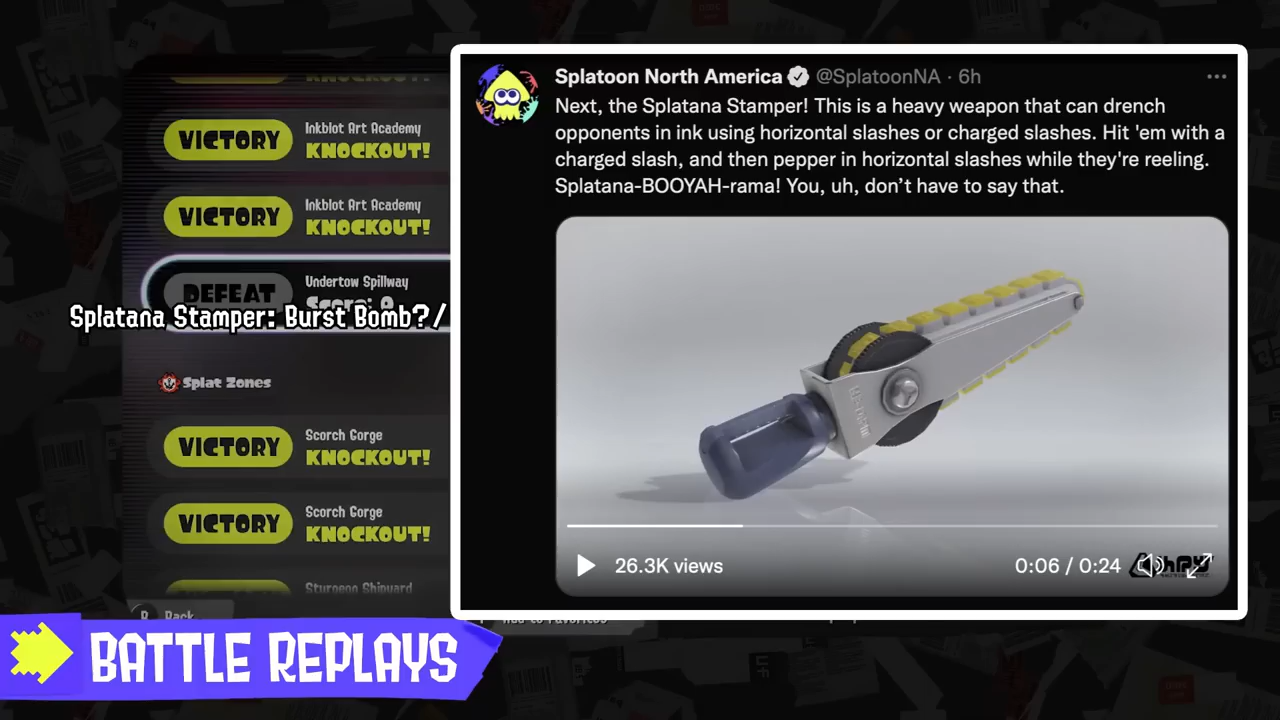 KNOCKOUT!
VICTORY
Inkblot Art Academy
KNOCKOUT!
VICTORY
Inkblot Art Academy
KNOCKOUT!
DEFEAT
Undertow Spillway
Score: 0
Splatana Stamper: Burst Bomb?/
Splat Zones
VICTORY
Scorch Gorge
KNOCKOUT!
VICTORY
Scorch Gorge
KNOCKOUT!
Sturgeon Shipyard
Back
BATTLE REPLAYS
Splatoon North America @SplatoonNA · 6h
Next, the Splatana Stamper! This is a heavy weapon that can drench
opponents in ink using horizontal slashes or charged slashes. Hit 'em with a
charged slash, and then pepper in horizontal slashes while they're reeling.
Splatana-BOOYAH-rama! You, uh, don’t have to say that.
26.3K views
0:06 / 0:24